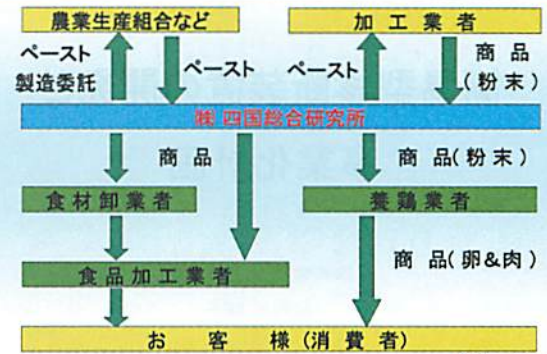 農業生産組合など
加工業者
ペースト
製造委託
ペースト
ペースト
商品
(粉末)
㈱四国総合研究所
商品
商品(粉末)
食材卸業者
養鶏業者
商品(卵&肉)
食品加工業者
お客様(消費者)